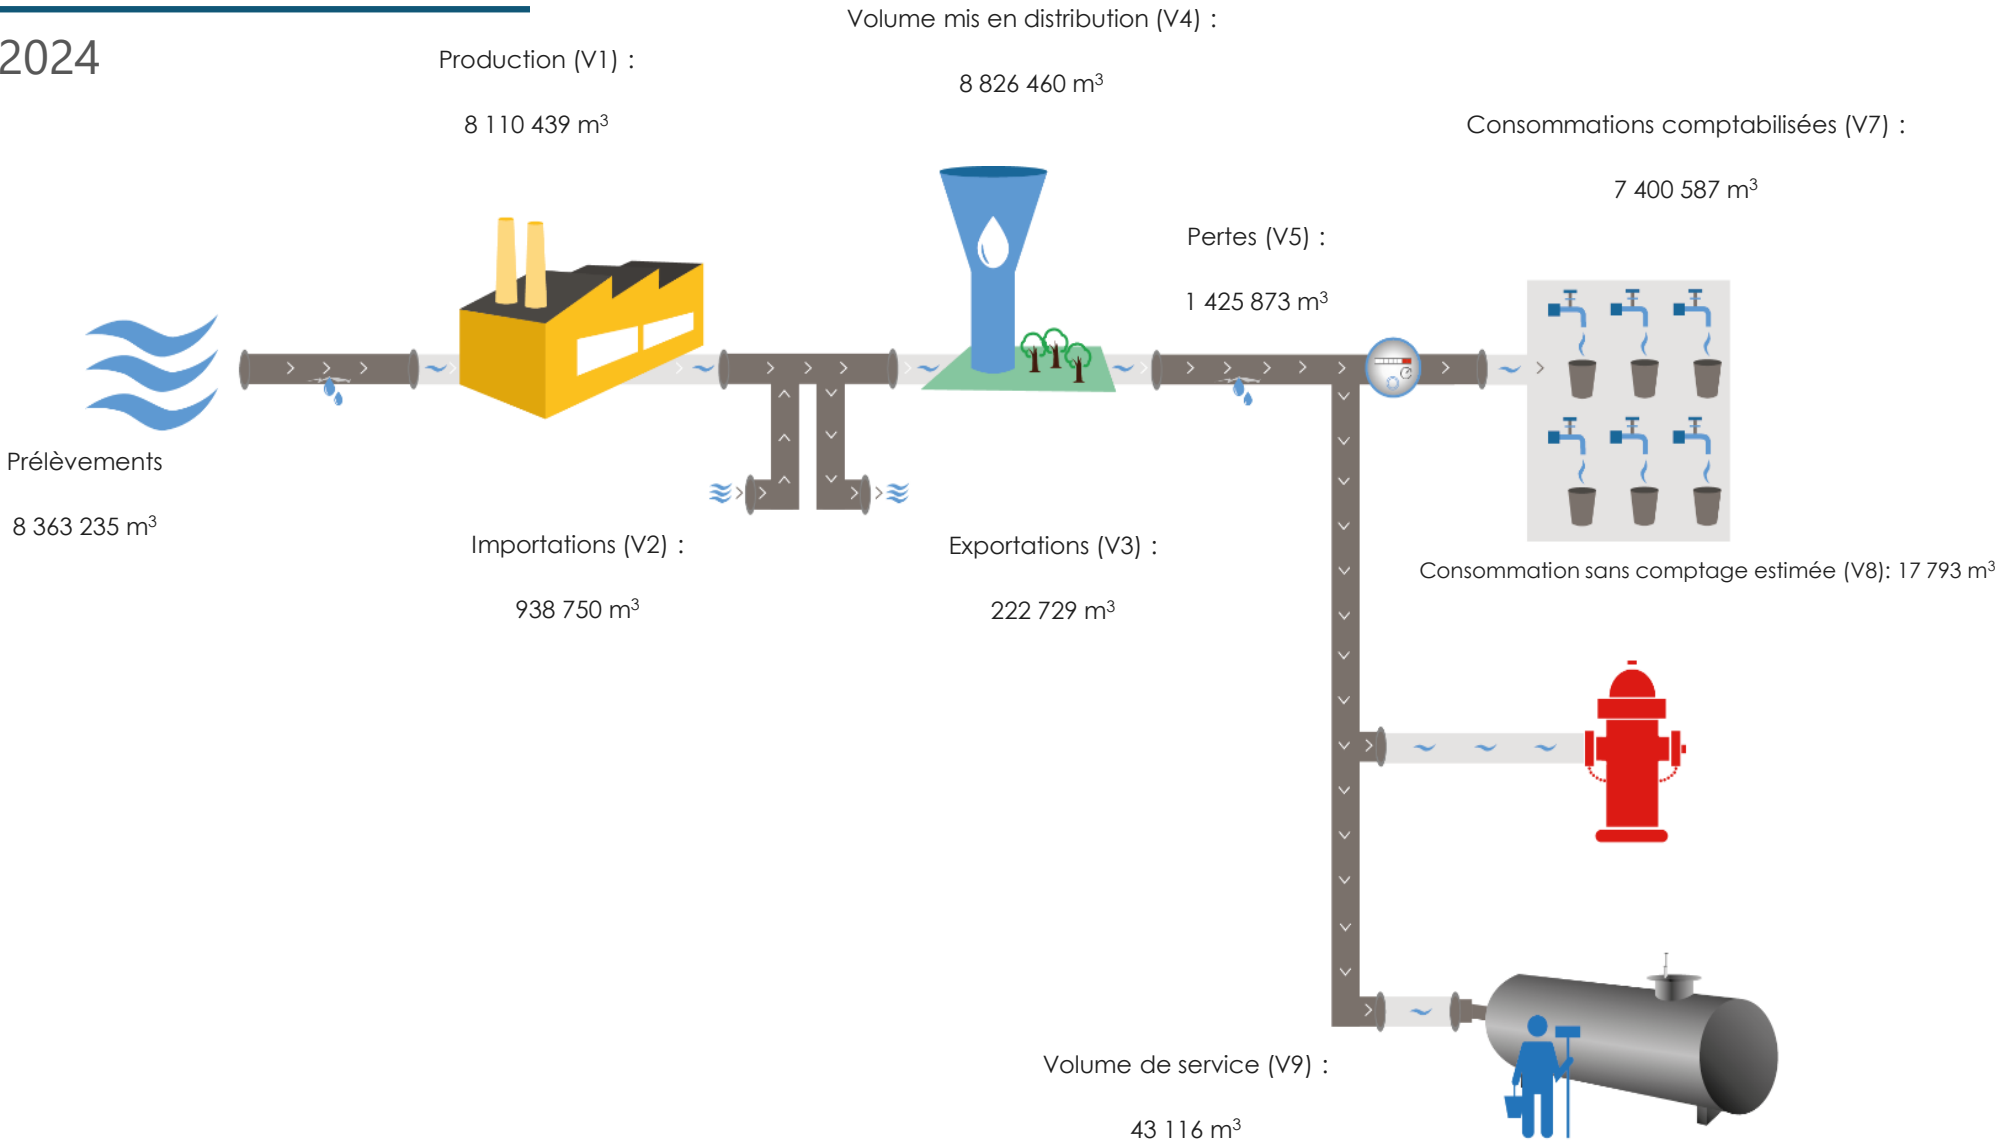 2024
Volume mis en distribution (V4) :
8 826 460 m³
Production (V1) :
8 110 439 m³
Consommations comptabilisées (V7) :
7 400 587 m³
Pertes (V5) :
1 425 873 m³
Prélèvements
8 363 235 m³
Importations (V2) :
938 750 m³
Exportations (V3) :
222 729 m³
Consommation sans comptage estimée (V8): 17 793 m³
Volume de service (V9) :
43 116 m³